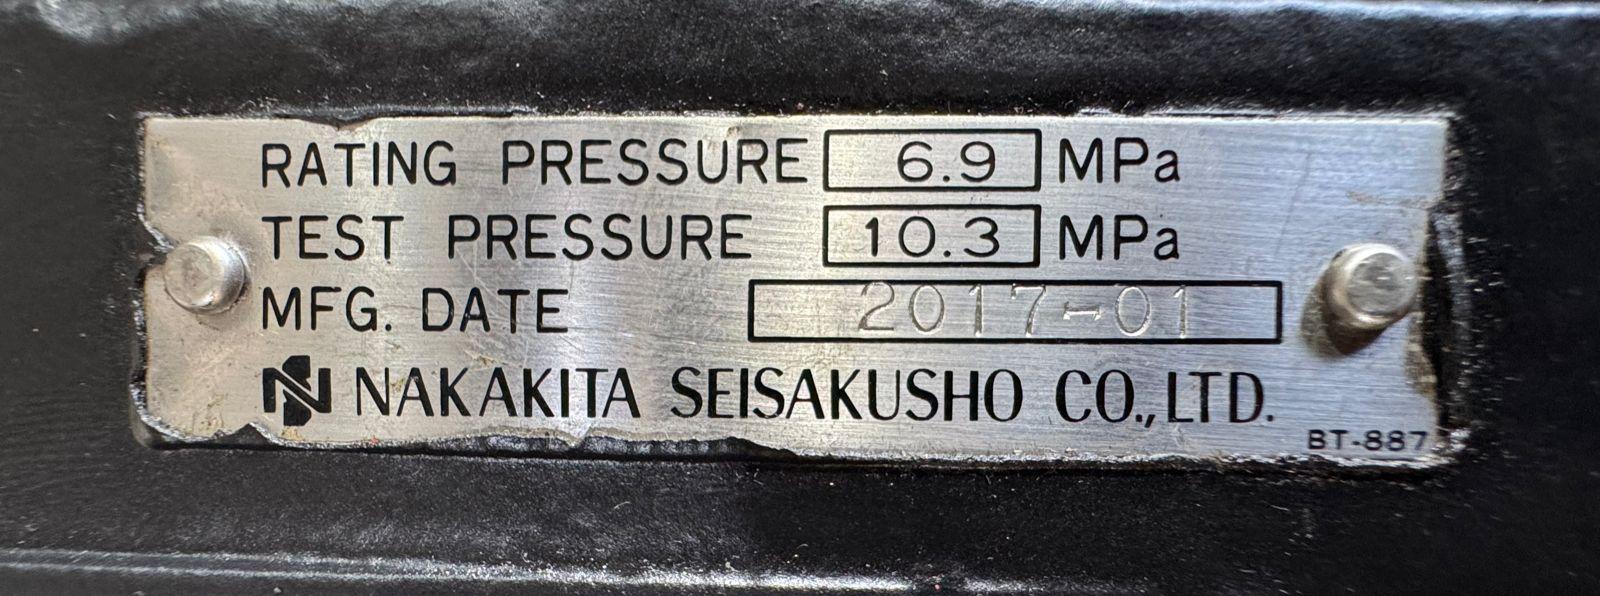 RATING PRESSURE 6.9 MPa
TEST PRESSURE 10.3 MPa
MFG. DATE 2017-01
NAKAKITA SEISAKUSHO CO., LTD.
BT-887